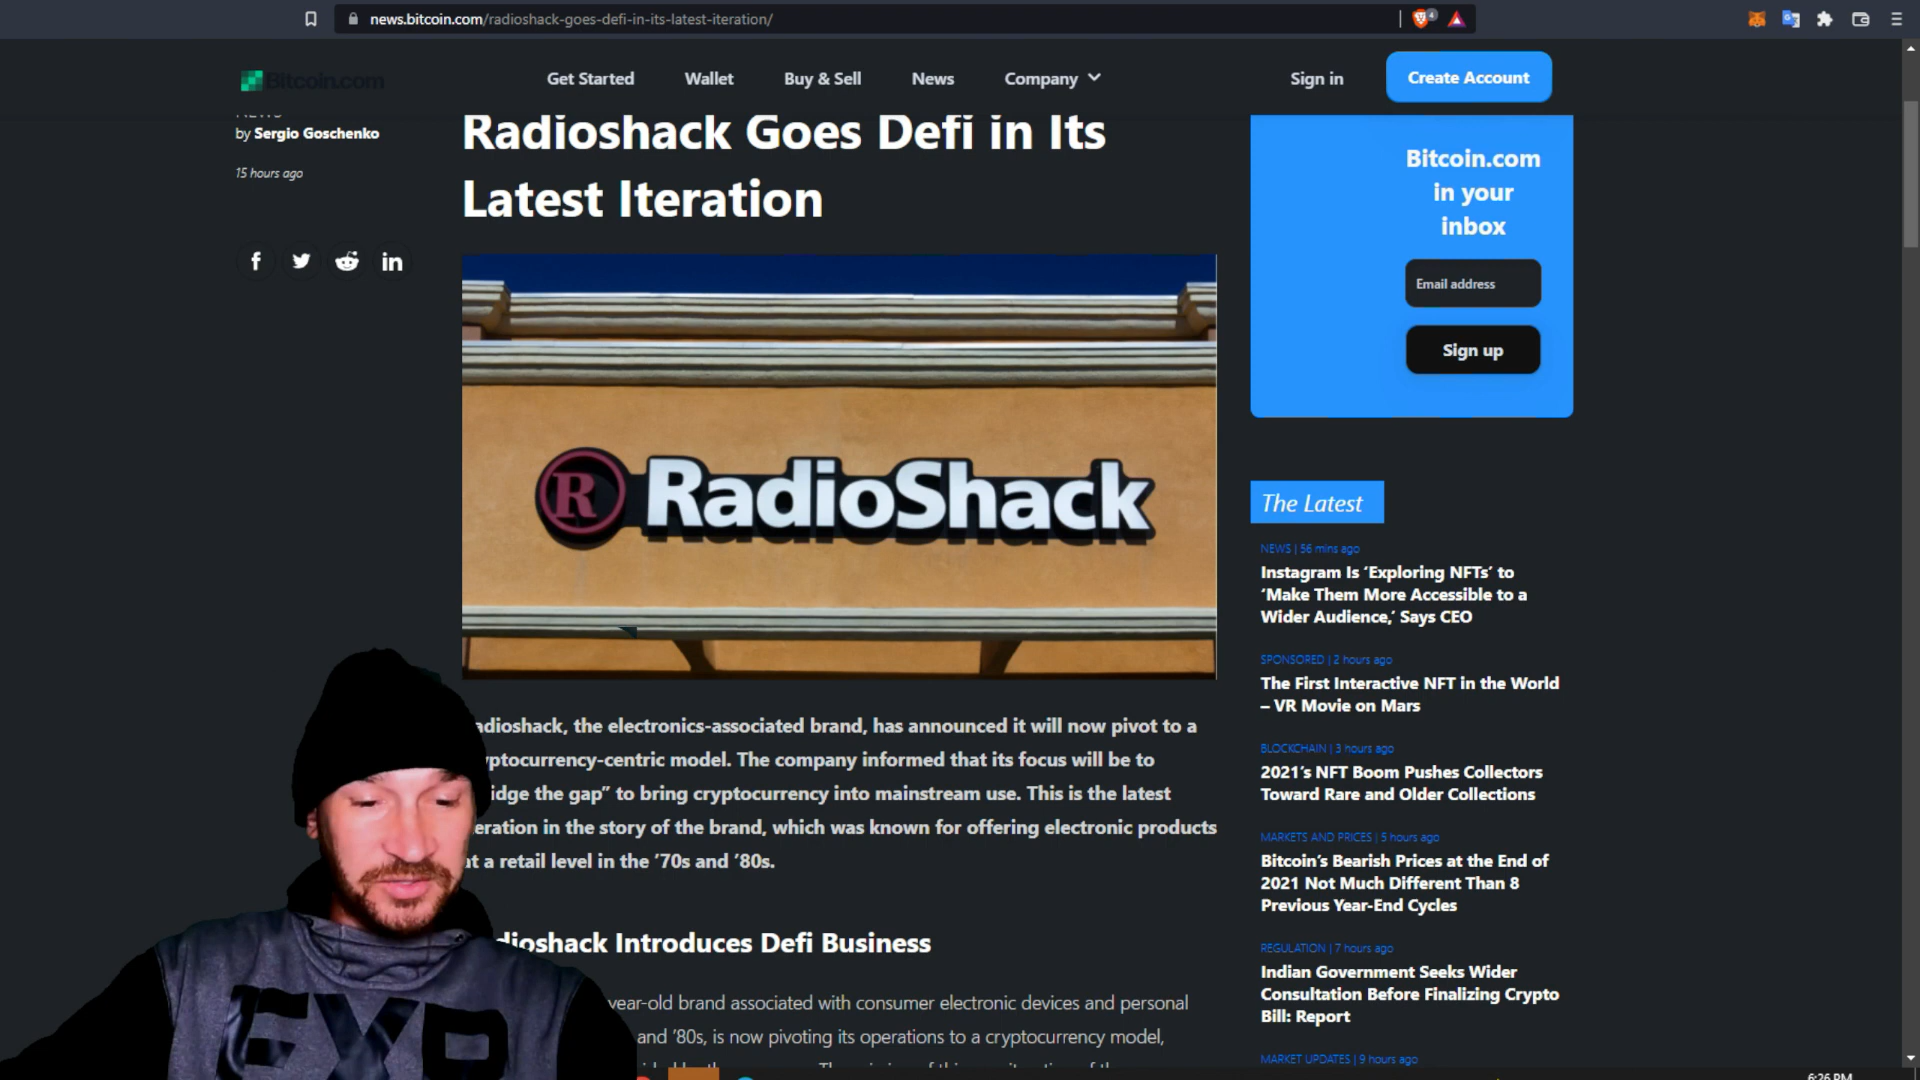 news.bitcoin.com/radioshack-goes-defi-in-its-latest-iteration/
4
Bitcoin.com
Get Started
Wallet
Buy & Sell
News
Company
Sign in
Create Account
NEWS
by Sergio Goschenko
15 hours ago
f
in
Radioshack Goes Defi in Its
Latest Iteration
R RadioShack
adioshack, the electronics-associated brand, has announced it will now pivot to a
yptocurrency-centric model. The company informed that its focus will be to
idge the gap” to bring cryptocurrency into mainstream use. This is the latest
eration in the story of the brand, which was known for offering electronic products
at a retail level in the ’70s and ’80s.
dioshack Introduces Defi Business
year-old brand associated with consumer electronic devices and personal
and ’80s, is now pivoting its operations to a cryptocurrency model,
EXP
Bitcoin.com
in your
inbox
Email address
Sign up
The Latest
NEWS | 56 mins ago
Instagram Is ‘Exploring NFTs’ to
‘Make Them More Accessible to a
Wider Audience,’ Says CEO
SPONSORED | 2 hours ago
The First Interactive NFT in the World
– VR Movie on Mars
BLOCKCHAIN | 3 hours ago
2021’s NFT Boom Pushes Collectors
Toward Rare and Older Collections
MARKETS AND PRICES | 5 hours ago
Bitcoin’s Bearish Prices at the End of
2021 Not Much Different Than 8
Previous Year-End Cycles
REGULATION | 7 hours ago
Indian Government Seeks Wider
Consultation Before Finalizing Crypto
Bill: Report
MARKET UPDATES | 9 hours ago
6:26 PM